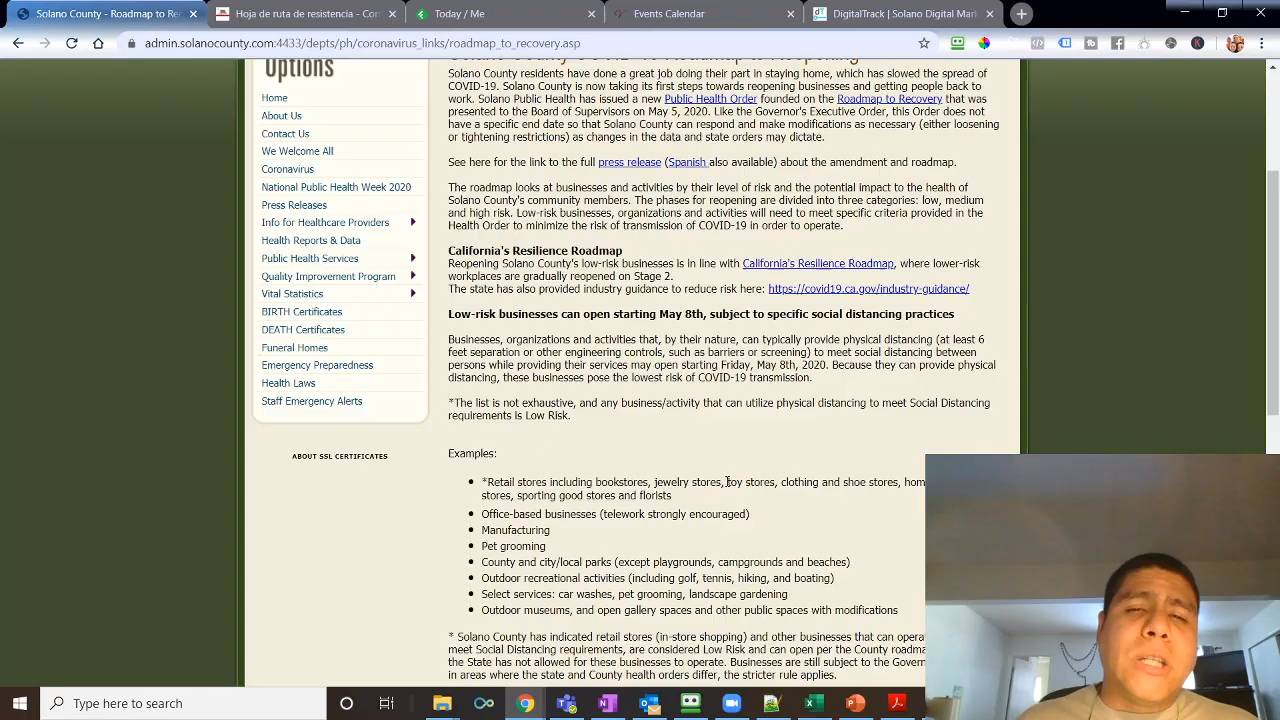 Solano County - Roadmap to Re
Hoja de ruta de resistencia - Cor
Today / Me
Events Calendar
DigitalTrack | Solano Digital Mark
admin.solanocounty.com:4433/depts/ph/coronavirus_links/roadmap_to_recovery.asp
Options
Home
About Us
Contact Us
We Welcome All
Coronavirus
National Public Health Week 2020
Press Releases
Info for Healthcare Providers
Health Reports & Data
Public Health Services
Quality Improvement Program
Vital Statistics
BIRTH Certificates
DEATH Certificates
Funeral Homes
Emergency Preparedness
Health Laws
Staff Emergency Alerts
ABOUT SSL CERTIFICATES
Solano County residents have done a great job doing their part in staying home, which has slowed the spread of
COVID-19. Solano County is now taking its first steps towards reopening businesses and getting people back to
work. Solano Public Health has issued a new Public Health Order founded on the Roadmap to Recovery that was
presented to the Board of Supervisors on May 5, 2020. Like the Governor's Executive Order, this Order does not
have a specific end date so that Solano County can respond and make modifications as necessary (either loosening
or tightening restrictions) as changes in the data and state orders may dictate.
See here for the link to the full press release (Spanish also available) about the amendment and roadmap.
The roadmap looks at businesses and activities by their level of risk and the potential impact to the health of
Solano County's community members. The phases for reopening are divided into three categories: low, medium
and high risk. Low-risk businesses, organizations and activities will need to meet specific criteria provided in the
Health Order to minimize the risk of transmission of COVID-19 in order to operate.
California's Resilience Roadmap
Reopening Solano County's low-risk businesses is in line with California's Resilience Roadmap, where lower-risk
workplaces are gradually reopened on Stage 2.
The state has also provided industry guidance to reduce risk here: https://covid19.ca.gov/industry-guidance/
Low-risk businesses can open starting May 8th, subject to specific social distancing practices
Businesses, organizations and activities that, by their nature, can typically provide physical distancing (at least 6
feet separation or other engineering controls, such as barriers or screening) to meet social distancing between
persons while providing their services may open starting Friday, May 8th, 2020. Because they can provide physical
distancing, these businesses pose the lowest risk of COVID-19 transmission.
*The list is not exhaustive, and any business/activity that can utilize physical distancing to meet Social Distancing
requirements is Low Risk.
Examples:
*Retail stores including bookstores, jewelry stores, toy stores, clothing and shoe stores, hom
stores, sporting good stores and florists
Office-based businesses (telework strongly encouraged)
Manufacturing
Pet grooming
County and city/local parks (except playgrounds, campgrounds and beaches)
Outdoor recreational activities (including golf, tennis, hiking, and boating)
Select services: car washes, pet grooming, landscape gardening
Outdoor museums, and open gallery spaces and other public spaces with modifications
* Solano County has indicated retail stores (in-store shopping) and other businesses that can opera
meet Social Distancing requirements, are considered Low Risk and can open per the County roadma
the State has not allowed for these businesses to operate. Businesses are still subject to the Govern
in areas where the state and County health orders differ, the stricter rule applies.
Type here to search